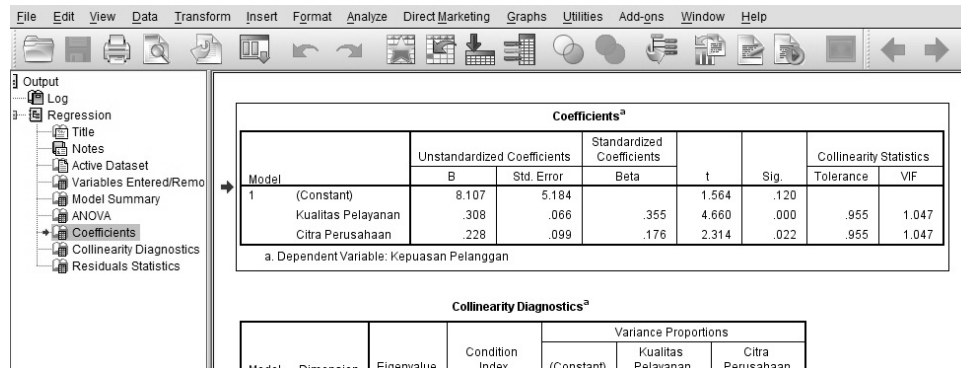 File Edit View Data Transform Insert Format Analyze Direct Marketing Graphs Utilities Add-ons Window Help
Output
Log
Regression
Title
Notes
Active Dataset
Variables Entered/Remo
Model Summary
ANOVA
Coefficients
Collinearity Diagnostics
Residuals Statistics
Coefficientsa
Unstandardized Coefficients Standardized Coefficients Collinearity Statistics
Model B Std. Error Beta t Sig. Tolerance VIF
1 (Constant) 8.107 5.184 1.564 .120
Kualitas Pelayanan .308 .066 .355 4.660 .000 .955 1.047
Citra Perusahaan .228 .099 .176 2.314 .022 .955 1.047
a. Dependent Variable: Kepuasan Pelanggan
Collinearity Diagnosticsa
Variance Proportions
Model Dimension Eigenvalue Condition Index (Constant) Kualitas Pelayanan Citra Perusahaan